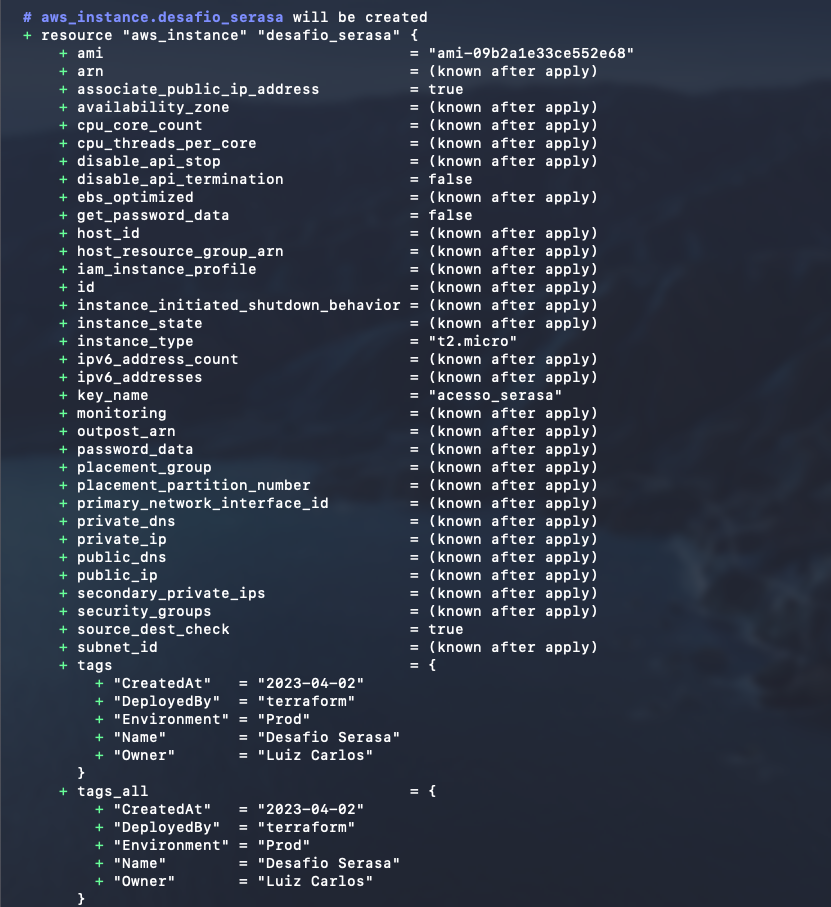 # aws_instance.desafio_serasa will be created
+ resource "aws_instance" "desafio_serasa" {
+ ami = "ami-09b2a1e33ce552e68"
+ arn = (known after apply)
+ associate_public_ip_address = true
+ availability_zone = (known after apply)
+ cpu_core_count = (known after apply)
+ cpu_threads_per_core = (known after apply)
+ disable_api_stop = (known after apply)
+ disable_api_termination = false
+ ebs_optimized = (known after apply)
+ get_password_data = false
+ host_id = (known after apply)
+ host_resource_group_arn = (known after apply)
+ iam_instance_profile = (known after apply)
+ id = (known after apply)
+ instance_initiated_shutdown_behavior = (known after apply)
+ instance_state = (known after apply)
+ instance_type = "t2.micro"
+ ipv6_address_count = (known after apply)
+ ipv6_addresses = (known after apply)
+ key_name = "acesso_serasa"
+ monitoring = (known after apply)
+ outpost_arn = (known after apply)
+ password_data = (known after apply)
+ placement_group = (known after apply)
+ placement_partition_number = (known after apply)
+ primary_network_interface_id = (known after apply)
+ private_dns = (known after apply)
+ private_ip = (known after apply)
+ public_dns = (known after apply)
+ public_ip = (known after apply)
+ secondary_private_ips = (known after apply)
+ security_groups = (known after apply)
+ source_dest_check = true
+ subnet_id = (known after apply)
+ tags = {
+ "CreatedAt" = "2023-04-02"
+ "DeployedBy" = "terraform"
+ "Environment" = "Prod"
+ "Name" = "Desafio Serasa"
+ "Owner" = "Luiz Carlos"
}
+ tags_all = {
+ "CreatedAt" = "2023-04-02"
+ "DeployedBy" = "terraform"
+ "Environment" = "Prod"
+ "Name" = "Desafio Serasa"
+ "Owner" = "Luiz Carlos"
}